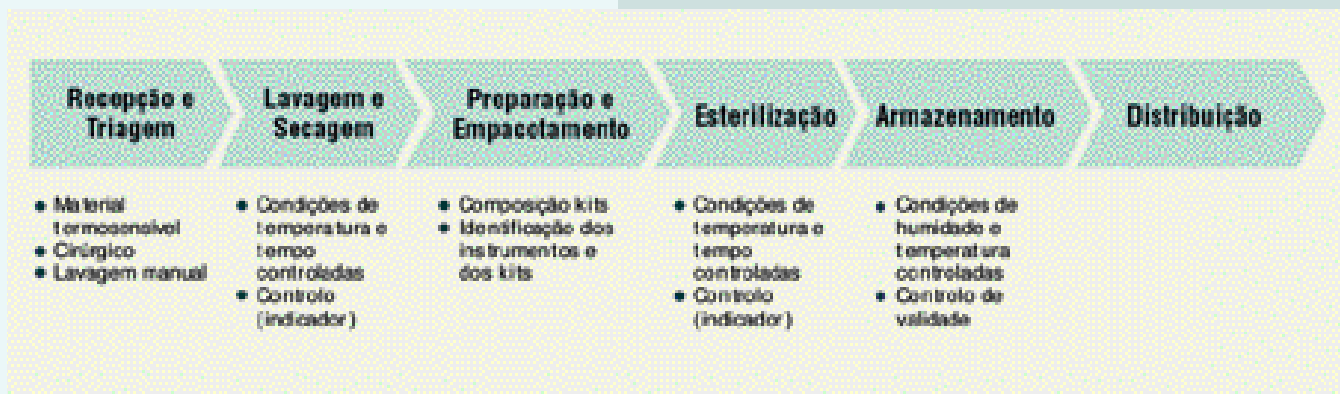 Recepção e
Triagem
Lavagem e
Secagem
Preparação e
Empacotamento
Esterilização
Armazenamento
Distribuição
● Material
termosensível
● Cirúrgico
● Lavagem manual
● Condições de
temperatura e
tempo
controladas
● Controlo
(indicador)
● Composição kits
● Identificação dos
instrumentos e
dos kits
● Condições de
temperatura e
tempo
controladas
● Controlo
(indicador)
● Condições de
humidade e
temperatura
controladas
● Controlo de
validade